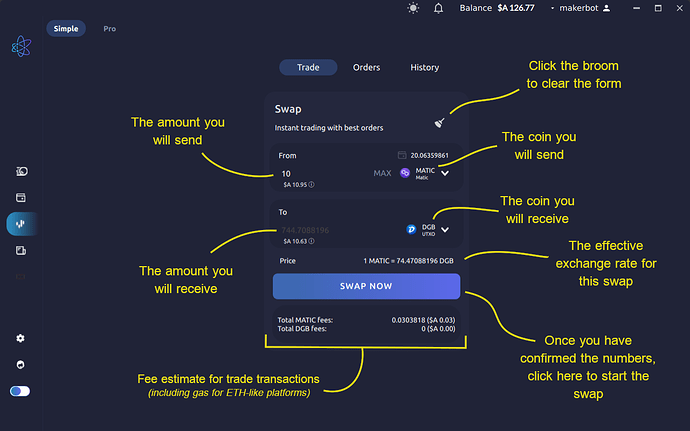 Balance $A 126.77 makerbot
Simple Pro
Trade Orders History
Click the broom
to clear the form
Swap
Instant trading with best orders
The amount you
will send
The coin you
will send
From 20.06359861
10 MAX MATIC
Matic
$A 10.95
To
744.7088196 DGB
UTXO
$A 10.63
The coin you
will receive
The amount you
will receive
Price 1 MATIC = 74.47088196 DGB
The effective
exchange rate for
this swap
SWAP NOW
Total MATIC fees: 0.0303818 ($A 0.03)
Total DGB fees: 0 ($A 0.00)
Once you have
confirmed the numbers,
click here to start the
swap
Fee estimate for trade transactions
(including gas for ETH-like platforms)